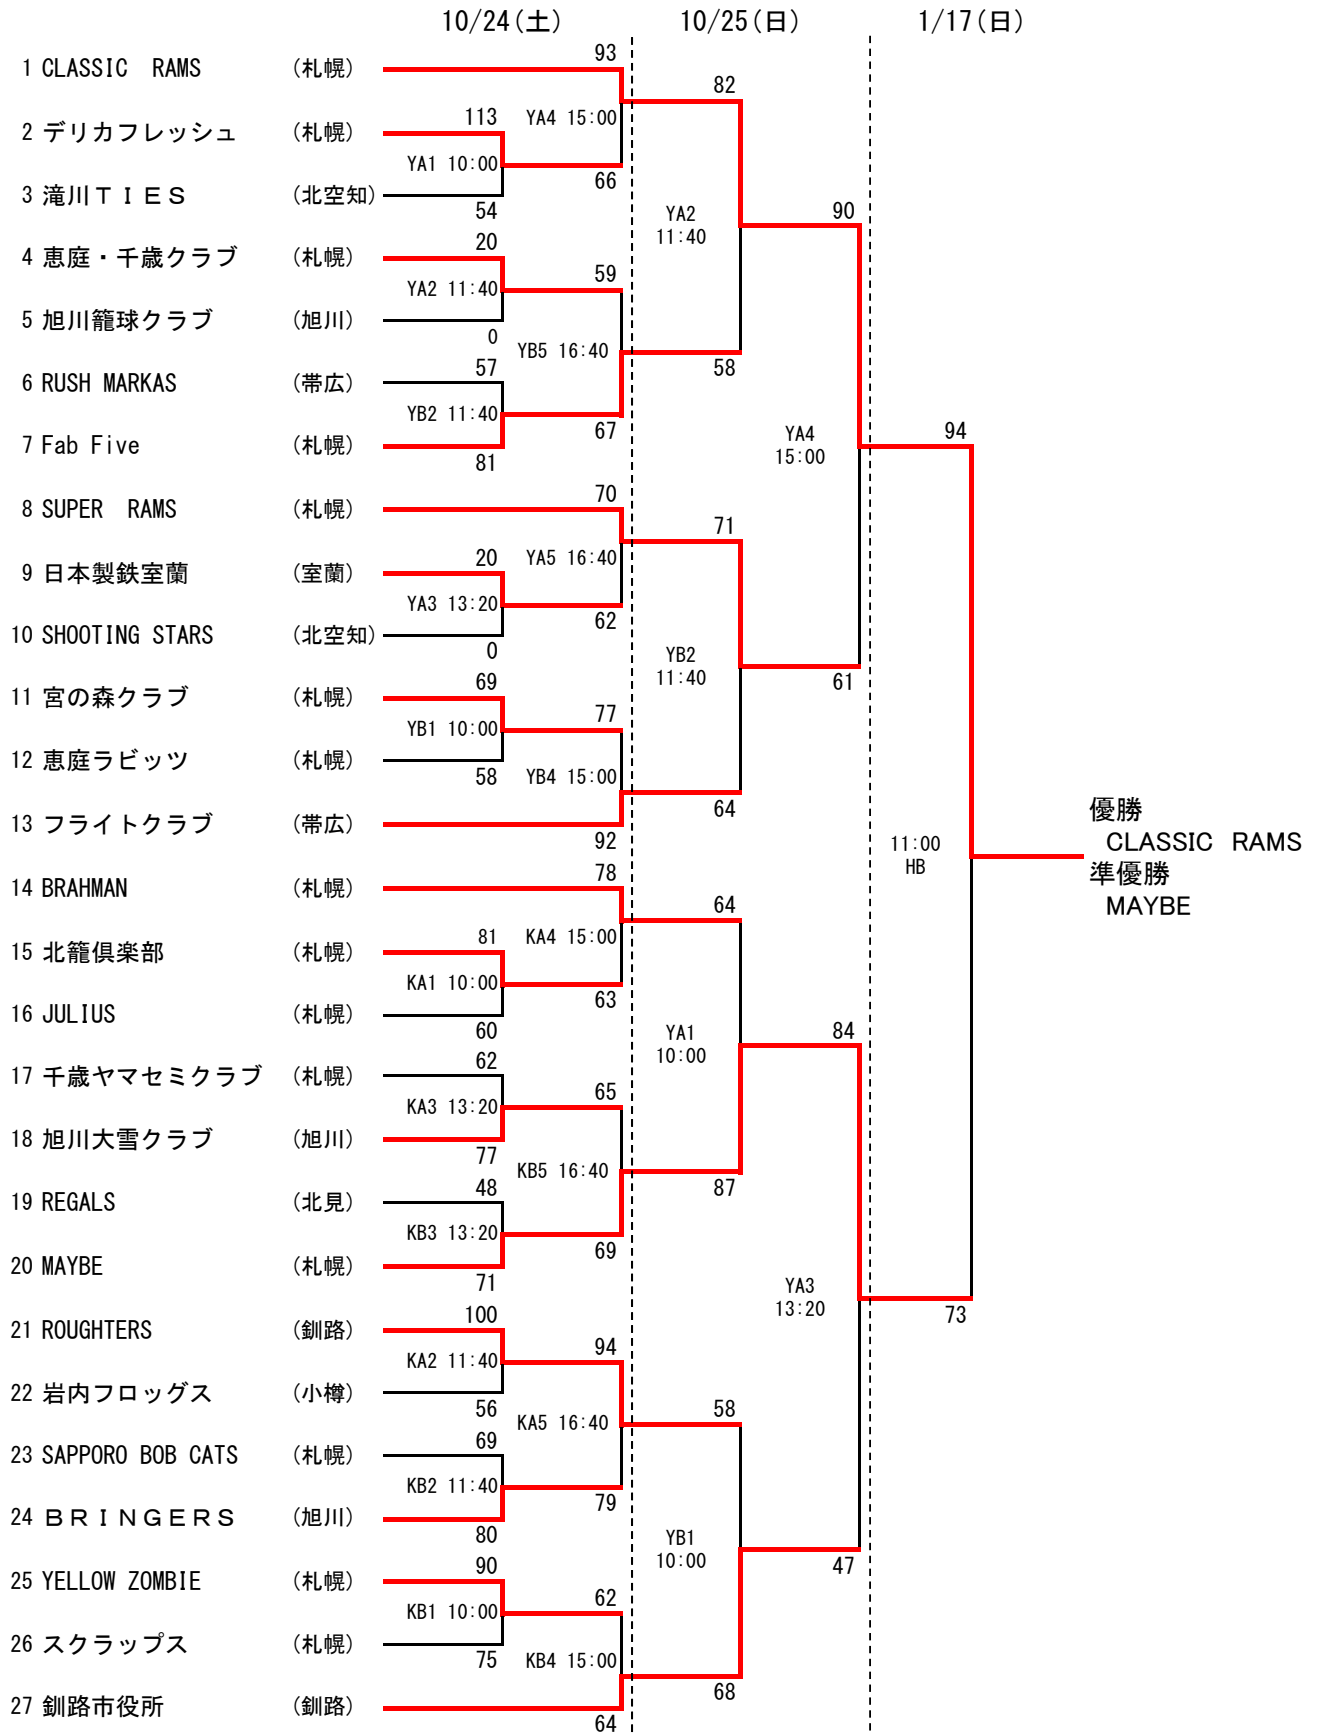 10/24(土) 10/25(日) 1/17(日)
93
1 CLASSIC RAMS (札幌)
82
113 YA4 15:00
2 デリカフレッシュ (札幌)
YA1 10:00
66
3 滝川ＴＩＥＳ (北空知)
54 YA2 90
20 11:40
4 恵庭・千歳クラブ (札幌)
59
YA2 11:40
5 旭川籠球クラブ (旭川)
0 YB5 16:40
57 58
6 RUSH MARKAS (帯広)
YB2 11:40
67 YA4 94
7 Fab Five (札幌) 15:00
81
70
8 SUPER RAMS (札幌)
71
20 YA5 16:40
9 日本製鉄室蘭 (室蘭)
YA3 13:20
62
10 SHOOTING STARS (北空知)
0 YB2
69 11:40 61
11 宮の森クラブ (札幌)
77
YB1 10:00
12 恵庭ラビッツ (札幌)
58 YB4 15:00
64
13 フライトクラブ (帯広)
92
優勝
CLASSIC RAMS
準優勝
MAYBE
11:00
HB
78
14 BRAHMAN (札幌)
64
81 KA4 15:00
15 北籠倶楽部 (札幌)
KA1 10:00
63
16 JULIUS (札幌)
60 YA1 84
62 10:00
17 千歳ヤマセミクラブ (札幌)
65
KA3 13:20
18 旭川大雪クラブ (旭川)
77 KB5 16:40
48 87
19 REGALS (北見)
KB3 13:20
69
20 MAYBE (札幌)
71 YA3
100 13:20 73
21 ROUGHTERS (釧路)
94
KA2 11:40
22 岩内フロッグス (小樽)
56 58
KA5 16:40
69
23 SAPPORO BOB CATS (札幌)
KB2 11:40
79
24 ＢＲＩＮＧＥＲＳ (旭川)
80 YB1
90 10:00 47
25 YELLOW ZOMBIE (札幌)
62
KB1 10:00
26 スクラップス (札幌)
75 KB4 15:00
68
27 釧路市役所 (釧路)
64